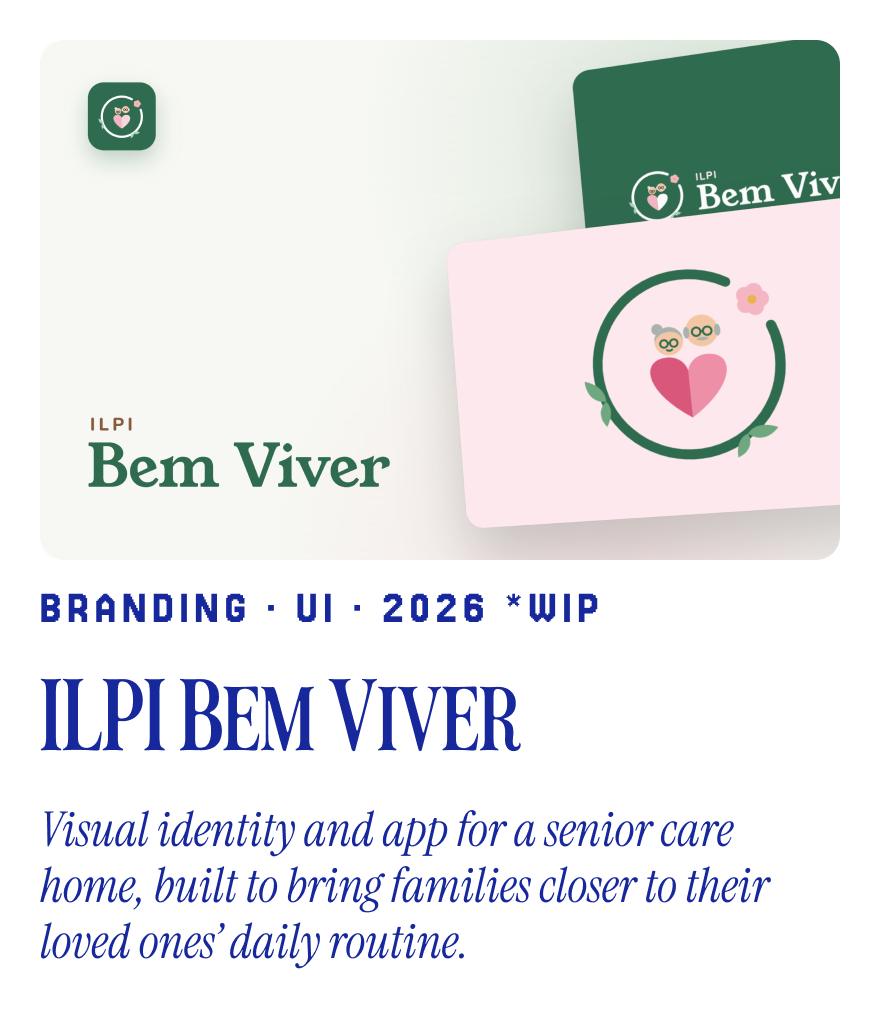 ILPI
Bem Viv
ILPI
Bem Viver
BRANDING · UI · 2026 *WIP
ILPI BEM VIVER
Visual identity and app for a senior care
home, built to bring families closer to their
loved ones’ daily routine.